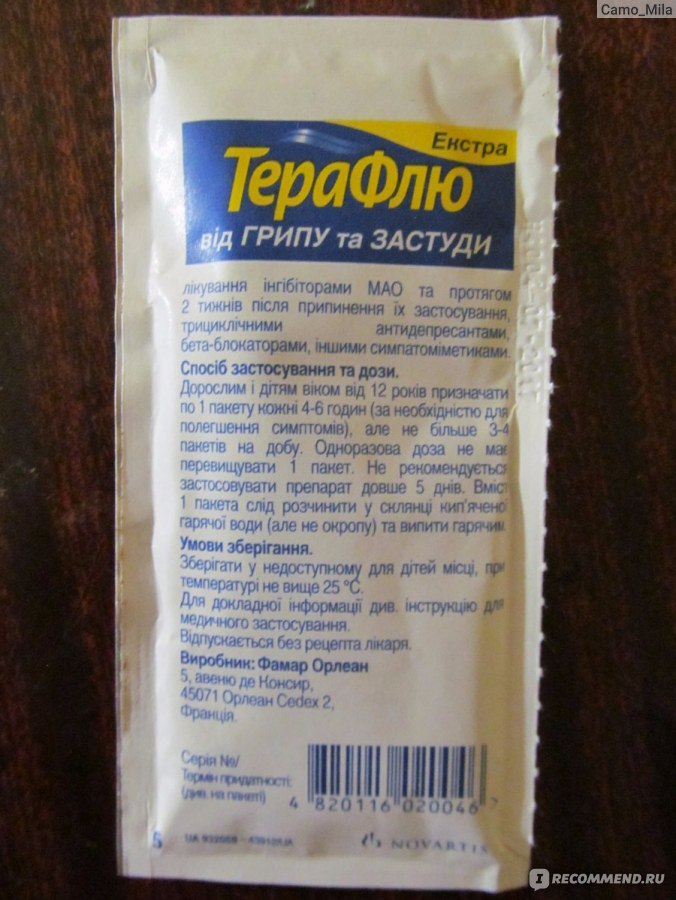 Camo_Mila
Екстра
ТераФлю
від ГРИПУ та ЗАСТУДИ
лікування інгібіторами МАО та протягом
2 тижнів після припинення їх застосування,
трициклічними антидепресантами,
бета-блокаторами, іншими симпатоміметиками.
Спосіб застосування та дози.
Дорослим і дітям віком від 12 років призначати
по 1 пакету кожні 4-6 годин (за необхідністю для
полегшення симптомів), але не більше 3-4
пакетів на добу. Одноразова доза не має
перевищувати 1 пакет. Не рекомендується
застосовувати препарат довше 5 днів. Вміст
1 пакета слід розчинити у склянці кип'яченої
гарячої води (але не окропу) та випити гарячим.
Умови зберігання.
Зберігати у недоступному для дітей місці, при
температурі не вище 25 °С.
Для докладної інформації див. інструкцію для
медичного застосування.
Відпускається без рецепта лікаря.
Виробник: Фамар Орлеан
5, авеню де Консир,
45071 Орлеан Cedex 2,
Франція.
Серія №/
Термін придатності:
(див. на пакеті)
4 820116 020046 7
5
UA
NOVARTIS
IRECOMMEND.RU